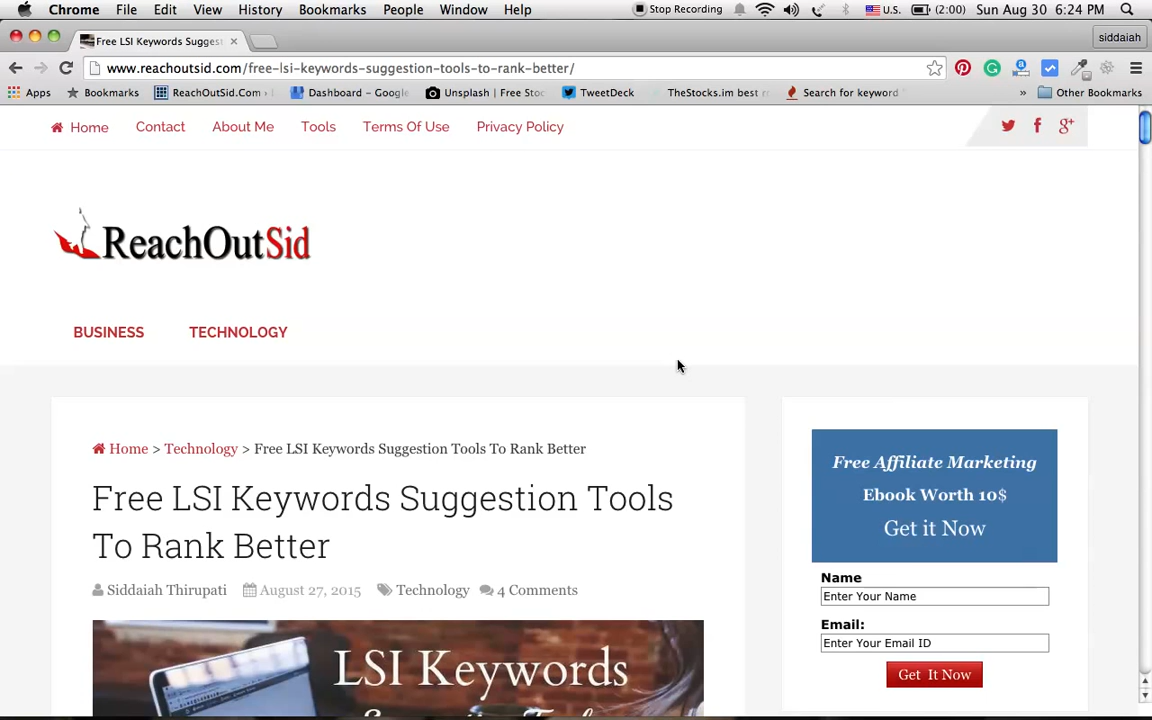 Chrome File Edit View History Bookmarks People Window Help Stop Recording U.S. (2:00) Sun Aug 30 6:24 PM
Free LSI Keywords Suggest siddaiah
www.reachoutsid.com/free-lsi-keywords-suggestion-tools-to-rank-better/
Apps Bookmarks ReachOutSid.Com › Dashboard – Google Unsplash | Free Sto TweetDeck TheStocks.im best r Search for keyword » Other Bookmarks
Home Contact About Me Tools Terms Of Use Privacy Policy
ReachOutSid
BUSINESS TECHNOLOGY
Home > Technology > Free LSI Keywords Suggestion Tools To Rank Better
Free LSI Keywords Suggestion Tools
To Rank Better
Siddaiah Thirupati August 27, 2015 Technology 4 Comments
LSI Keywords
Free Affiliate Marketing
Ebook Worth 10$
Get it Now
Name
Enter Your Name
Email:
Enter Your Email ID
Get It Now